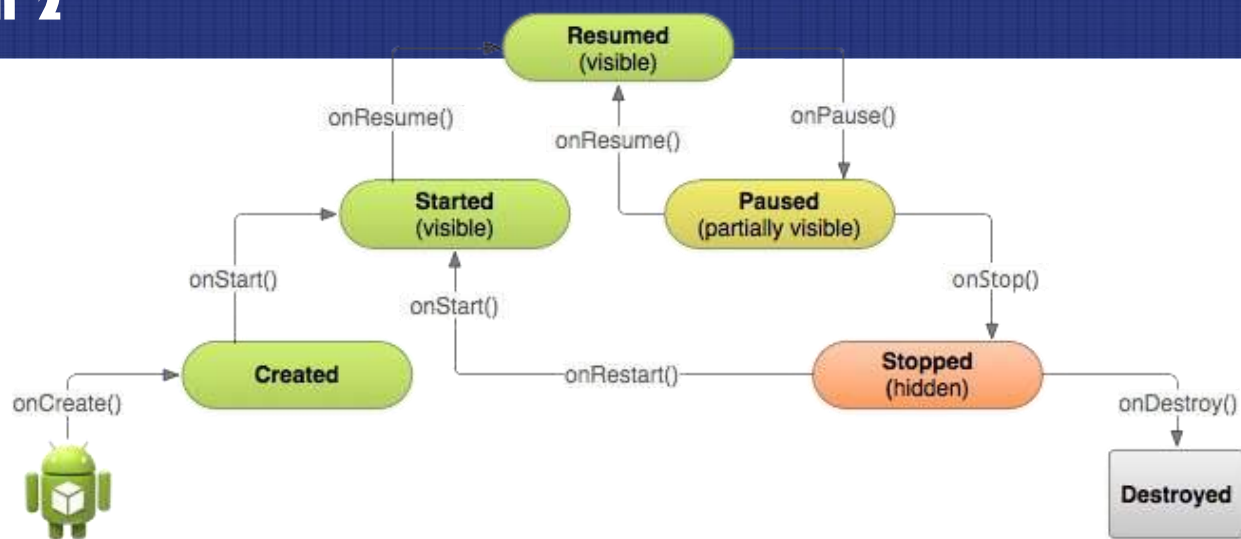 Resumed
(visible)
onResume()
onResume()
onPause()
Started
(visible)
Paused
(partially visible)
onStart()
onStart()
onStop()
Created
onRestart()
Stopped
(hidden)
onCreate()
onDestroy()
Destroyed